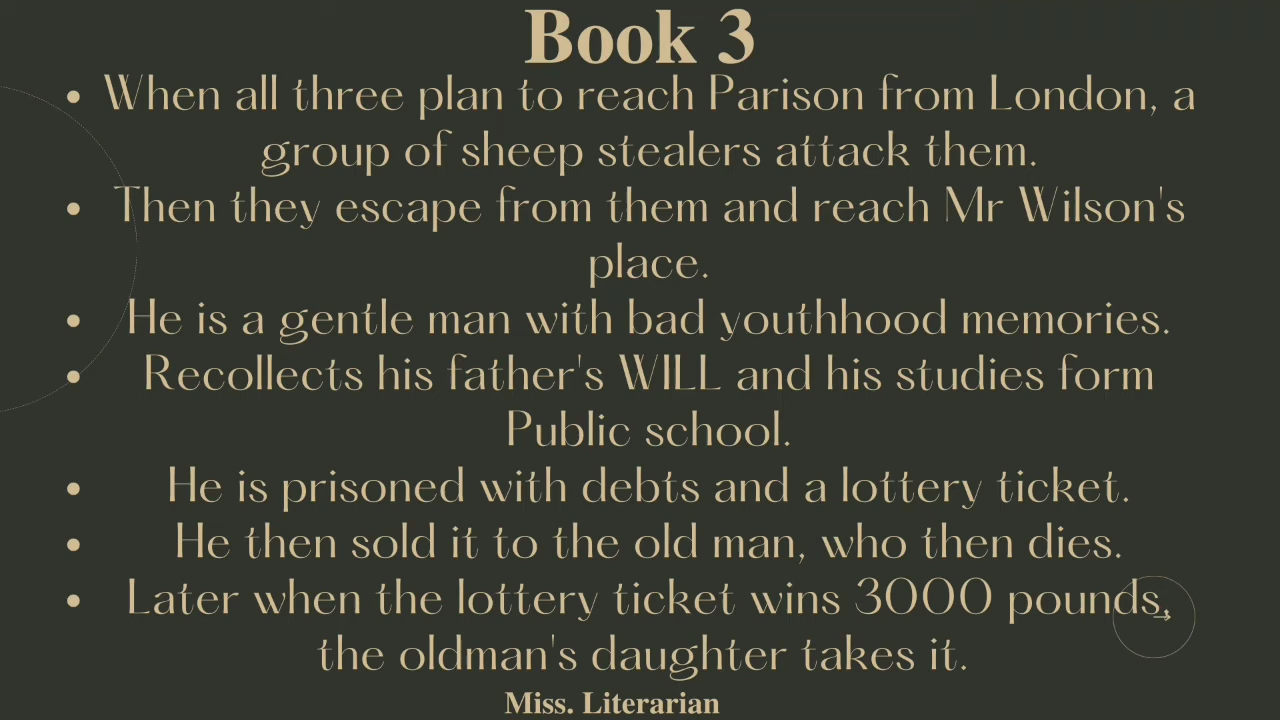 Book 3
• When all three plan to reach Parison from London, a
group of sheep stealers attack them.
• Then they escape from them and reach Mr Wilson's
place.
• He is a gentle man with bad youthhood memories.
• Recollects his father's WILL and his studies form
Public school.
• He is prisoned with debts and a lottery ticket.
• He then sold it to the old man, who then dies.
• Later when the lottery ticket wins 3000 pounds,
the oldman's daughter takes it.
Miss. Literarian